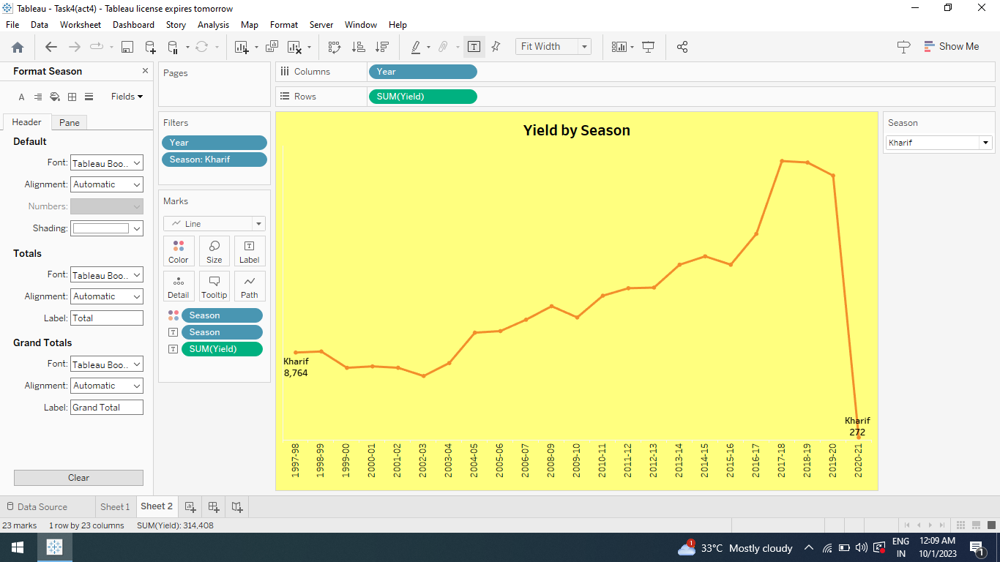 Tableau - Task4(act4) - Tableau license expires tomorrow
File Data Worksheet Dashboard Story Analysis Map Format Server Window Help
Fit Width
Show Me
Format Season
Fields
Header Pane
Default
Font: Tableau Boo..
Alignment: Automatic
Numbers:
Shading:
Totals
Font: Tableau Boo..
Alignment: Automatic
Label: Total
Grand Totals
Font: Tableau Boo..
Alignment: Automatic
Label: Grand Total
Clear
Pages
Filters
Year
Season: Kharif
Marks
Line
Color Size Label
Detail Tooltip Path
Season
Season
SUM(Yield)
Columns Year
Rows SUM(Yield)
Yield by Season
Kharif
8,764
Kharif
272
1997-98
1998-99
1999-00
2000-01
2001-02
2002-03
2003-04
2004-05
2005-06
2006-07
2008-09
2009-10
2010-11
2011-12
2012-13
2013-14
2014-15
2015-16
2016-17
2017-18
2018-19
2019-20
2020-21
Season
Kharif
Data Source Sheet 1 Sheet 2
23 marks 1 row by 23 columns SUM(Yield): 314,408
1 33°C Mostly cloudy
ENG
IN
12:09 AM
10/1/2023
1